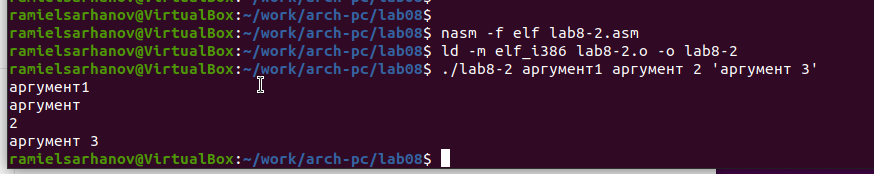 ramielsarhanov@VirtualBox:~/work/arch-pc/lab08$
ramielsarhanov@VirtualBox:~/work/arch-pc/lab08$ nasm -f elf lab8-2.asm
ramielsarhanov@VirtualBox:~/work/arch-pc/lab08$ ld -m elf_i386 lab8-2.o -o lab8-2
ramielsarhanov@VirtualBox:~/work/arch-pc/lab08$ ./lab8-2 аргумент1 аргумент 2 'аргумент 3'
аргумент1
аргумент
2
аргумент 3
ramielsarhanov@VirtualBox:~/work/arch-pc/lab08$